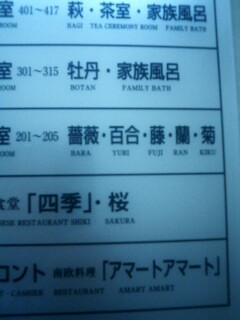 室 401～417 萩・茶室・家族風呂
ROOM HAGI TEA CEREMONY ROOM FAMILY BATH
室 301～315 牡丹・家族風呂
ROOM BOTAN FAMILY BATH
室 201～205 薔薇・百合・藤・蘭・菊
ROOM BARA YURI FUJI RAN KIKU
食堂「四季」・桜
NESE RESTAURANT SHIKI SAKURA
ロント 南欧料理「アマートアマート」
T・CASHIER RESTAURANT AMART AMART